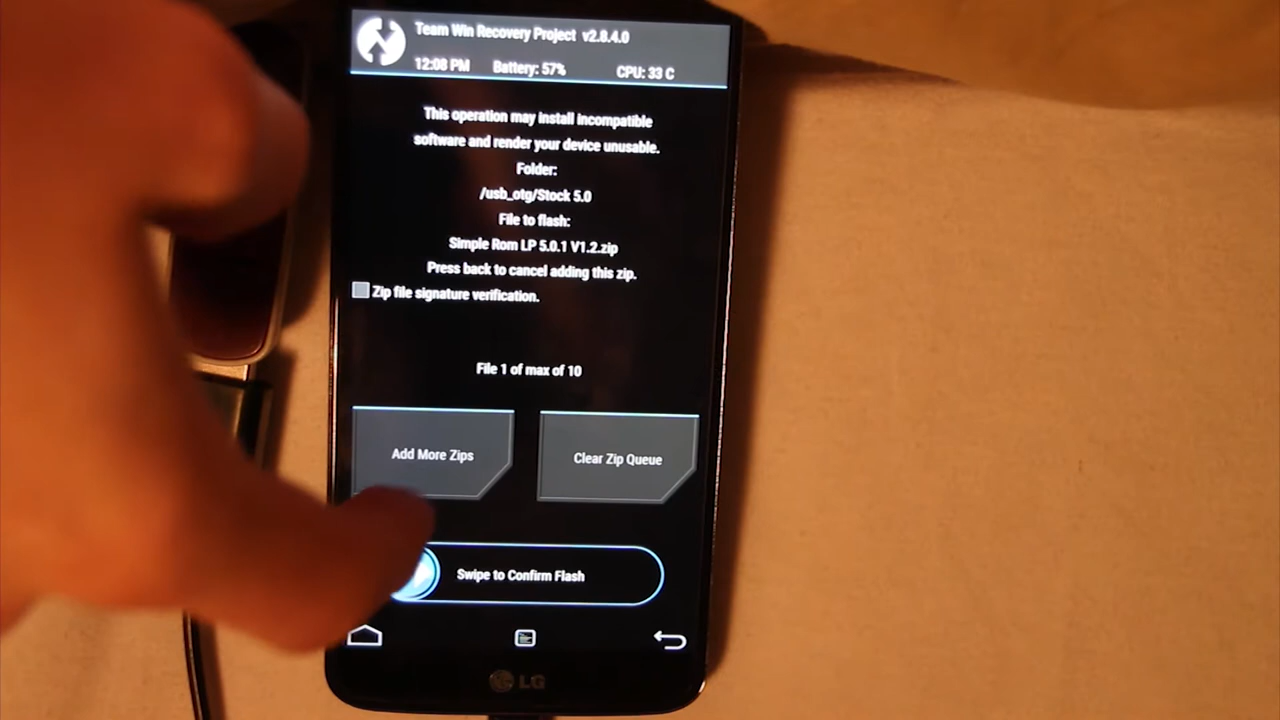 Team Win Recovery Project v2.8.4.0
12:08 PM Battery: 57% CPU: 33 C
This operation may install incompatible
software and render your device unusable.
Folder:
/usb_otg/Stock 5.0
File to flash:
Simple Rom LP 5.0.1 V1.2.zip
Press back to cancel adding this zip.
Zip file signature verification.
File 1 of max of 10
Add More Zips
Clear Zip Queue
Swipe to Confirm Flash
LG